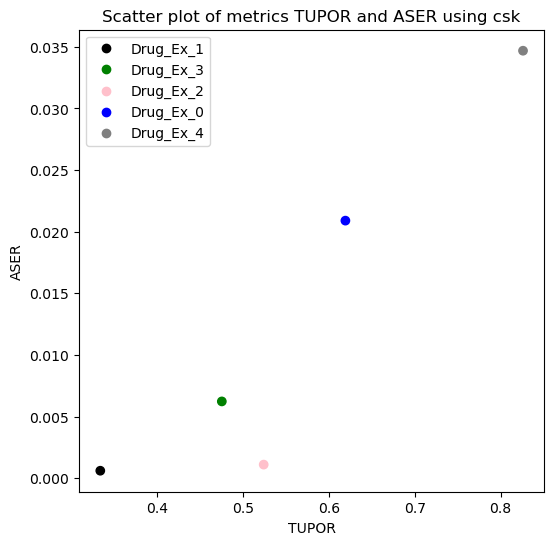 Scatter plot of metrics TUPOR and ASER using csk
Drug_Ex_1
Drug_Ex_3
Drug_Ex_2
Drug_Ex_0
Drug_Ex_4
0.035
0.030
0.025
0.020
0.015
0.010
0.005
0.000
ASER
0.4 0.5 0.6 0.7 0.8
TUPOR